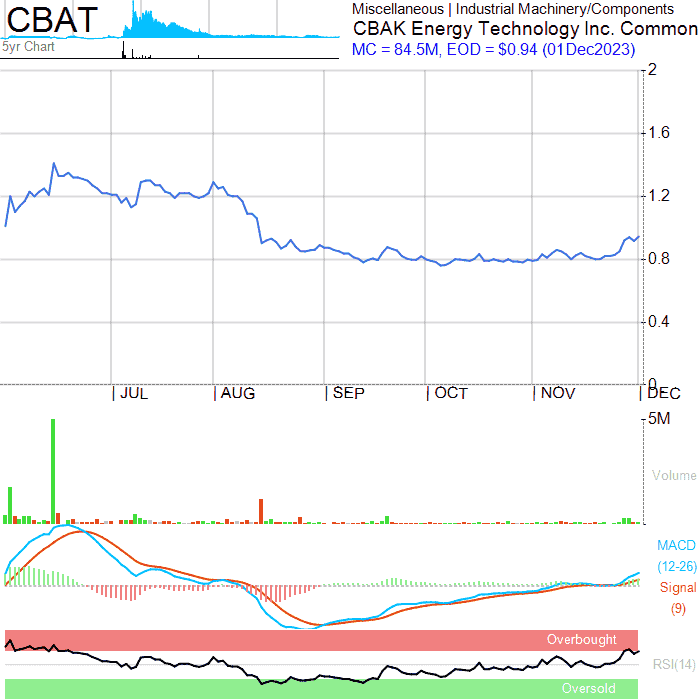 CBAT
5yr Chart
Miscellaneous | Industrial Machinery/Components
CBAK Energy Technology Inc. Common
MC = 84.5M, EOD = $0.94 (01Dec2023)
2
1.6
1.2
0.8
0.4
0
JUL AUG SEP OCT NOV DEC
5M
Volume
MACD
(12-26)
Signal
(9)
Overbought
RSI(14)
Oversold